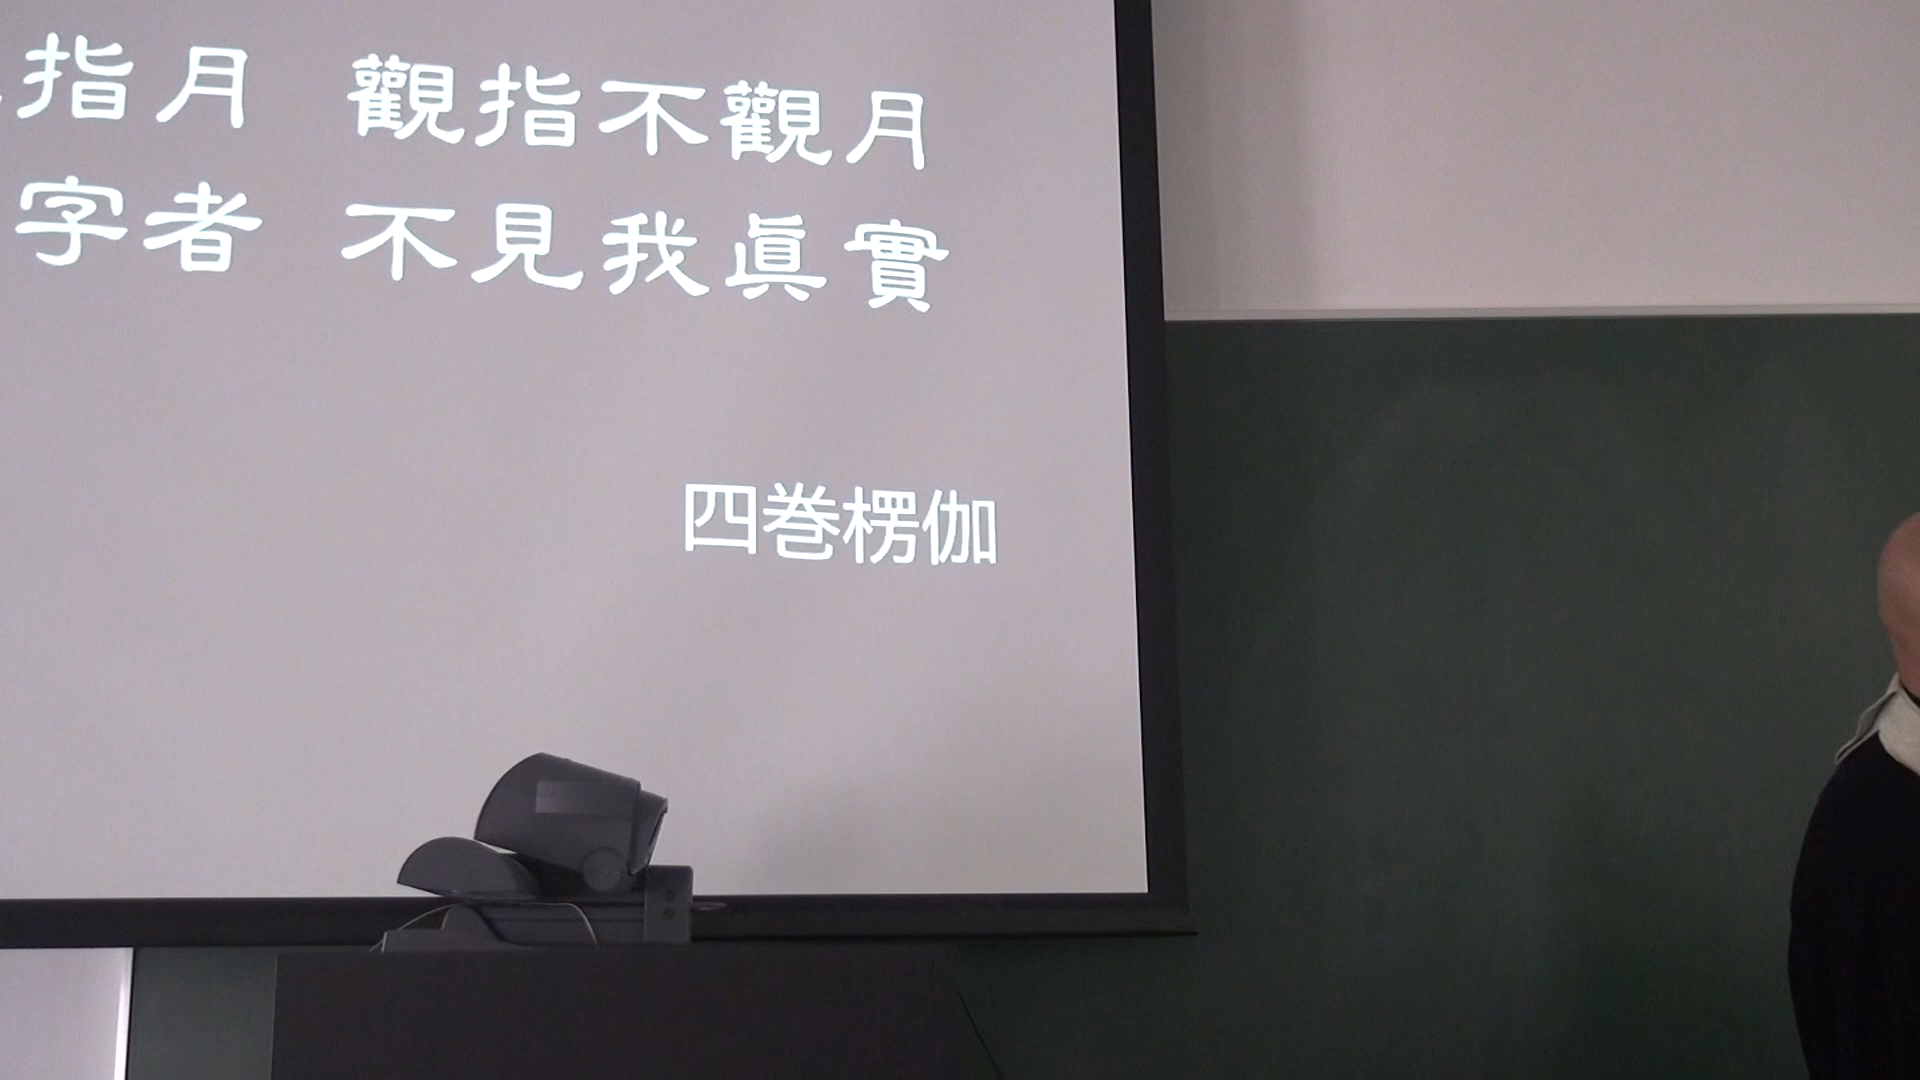 指月 觀指不觀月
字者 不見我眞實
四巻楞伽